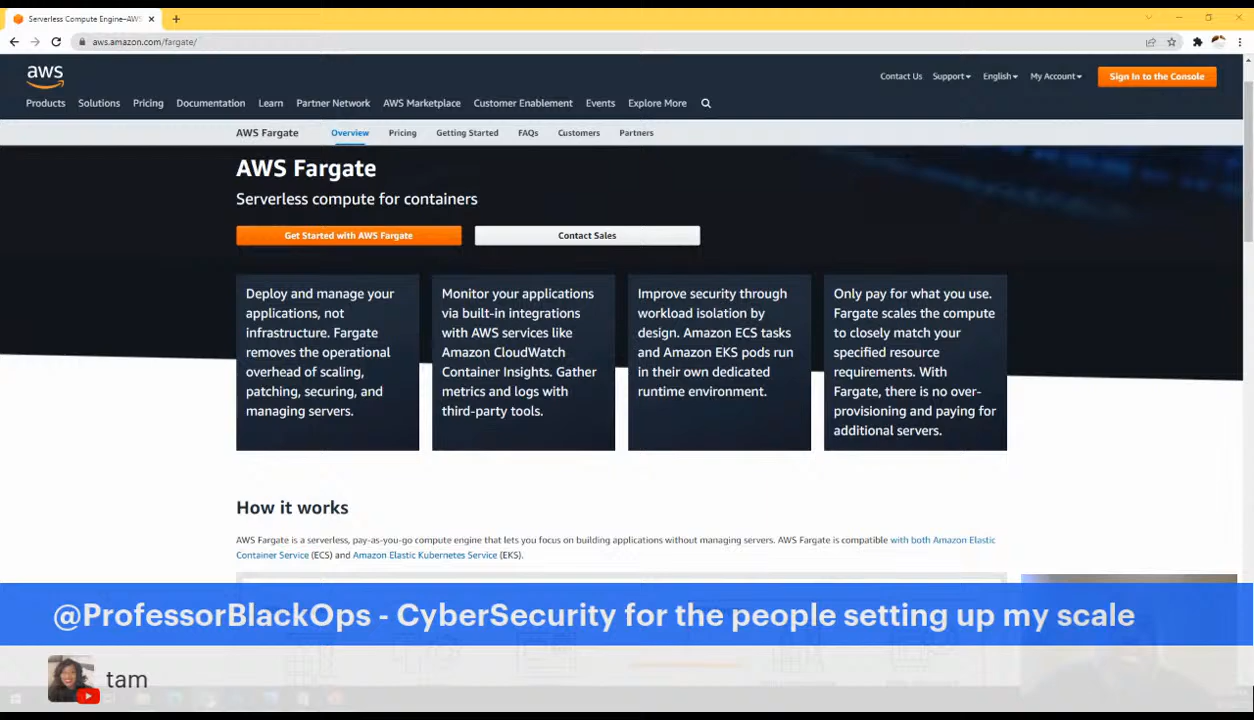 Serverless Compute Engine–AWS
aws.amazon.com/fargate/
aws
Contact Us Support English My Account Sign In to the Console
Products Solutions Pricing Documentation Learn Partner Network AWS Marketplace Customer Enablement Events Explore More
AWS Fargate Overview Pricing Getting Started FAQs Customers Partners
AWS Fargate
Serverless compute for containers
Get Started with AWS Fargate Contact Sales
Deploy and manage your
applications, not
infrastructure. Fargate
removes the operational
overhead of scaling,
patching, securing, and
managing servers.
Monitor your applications
via built-in integrations
with AWS services like
Amazon CloudWatch
Container Insights. Gather
metrics and logs with
third-party tools.
Improve security through
workload isolation by
design. Amazon ECS tasks
and Amazon EKS pods run
in their own dedicated
runtime environment.
Only pay for what you use.
Fargate scales the compute
to closely match your
specified resource
requirements. With
Fargate, there is no over-
provisioning and paying for
additional servers.
How it works
AWS Fargate is a serverless, pay-as-you-go compute engine that lets you focus on building applications without managing servers. AWS Fargate is compatible with both Amazon Elastic
Container Service (ECS) and Amazon Elastic Kubernetes Service (EKS).
@ProfessorBlackOps - CyberSecurity for the people setting up my scale
tam